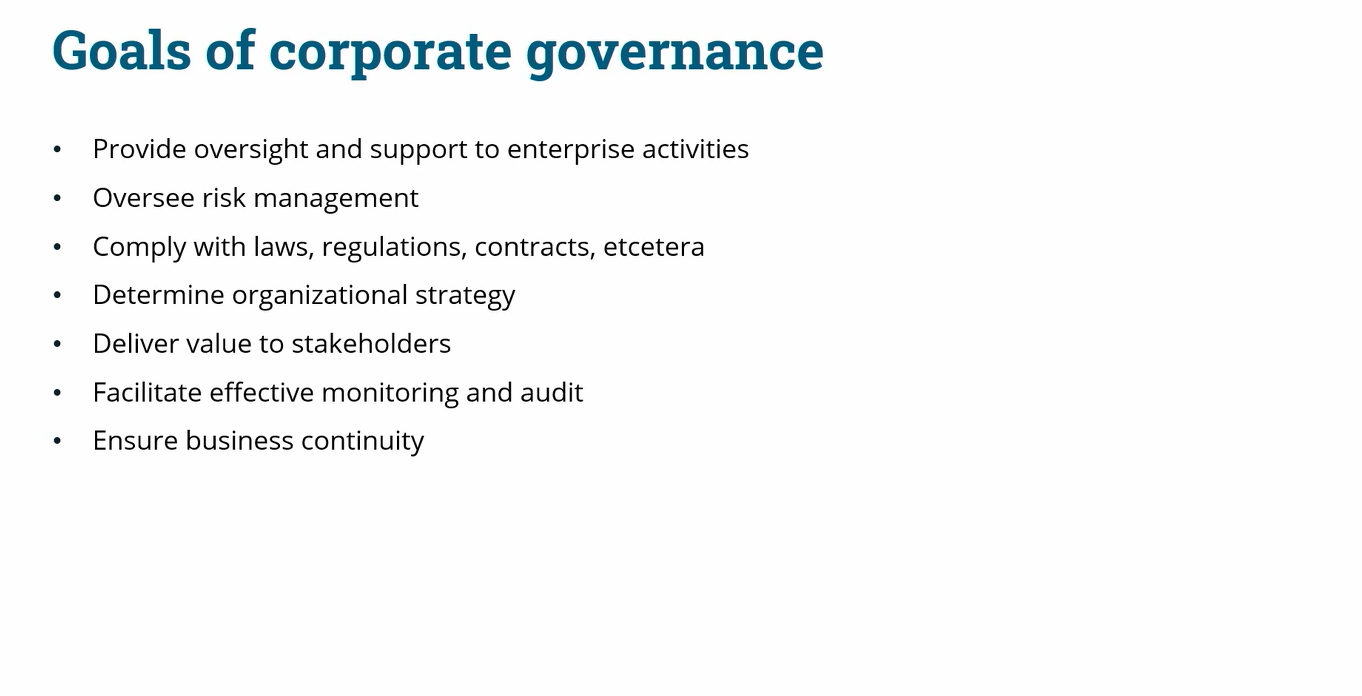 Goals of corporate governance
• Provide oversight and support to enterprise activities
• Oversee risk management
• Comply with laws, regulations, contracts, etcetera
• Determine organizational strategy
• Deliver value to stakeholders
• Facilitate effective monitoring and audit
• Ensure business continuity